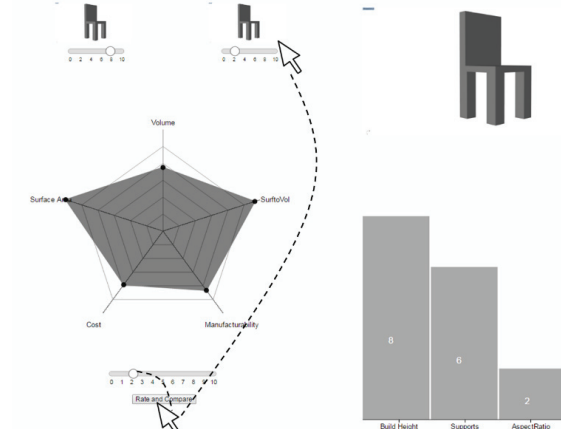 0 2 4 6 8 10
0 2 4 6 8 10
Volume
Surface A
SurftoVol
Cost
Manufacturability
0 1 2 3 4 5 6 7 8 9 10
Rate and Compare
8
6
2
Build Height
Supports
AspectRatio